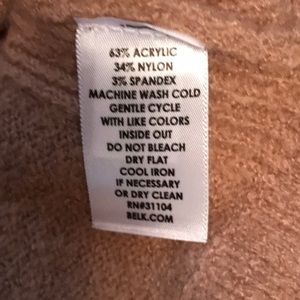 63% ACRYLIC
34% NYLON
3% SPANDEX
MACHINE WASH COLD
GENTLE CYCLE
WITH LIKE COLORS
INSIDE OUT
DO NOT BLEACH
DRY FLAT
COOL IRON
IF NECESSARY
OR DRY CLEAN
RN#31104
BELK.COM